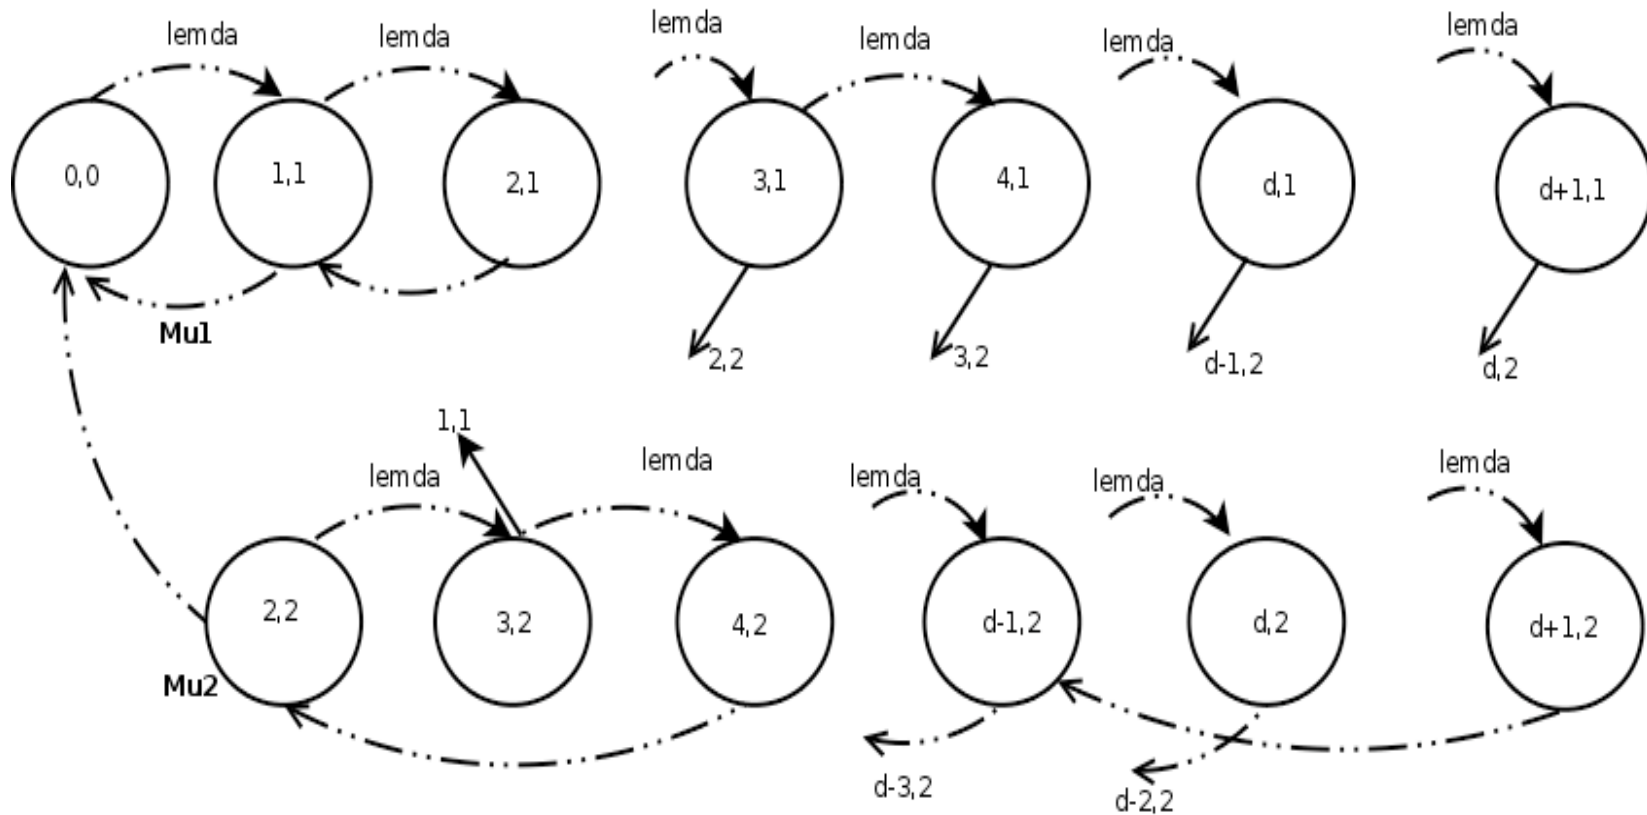 lemda
lemda
lemda
lemda
lemda
lemda
0,0
1,1
2,1
3,1
4,1
d,1
d+1,1
Mu1
2,2
3,2
d-1,2
d,2
1,1
lemda
lemda
lemda
lemda
lemda
2,2
3,2
4,2
d-1,2
d,2
d+1,2
Mu2
d-3,2
d-2,2